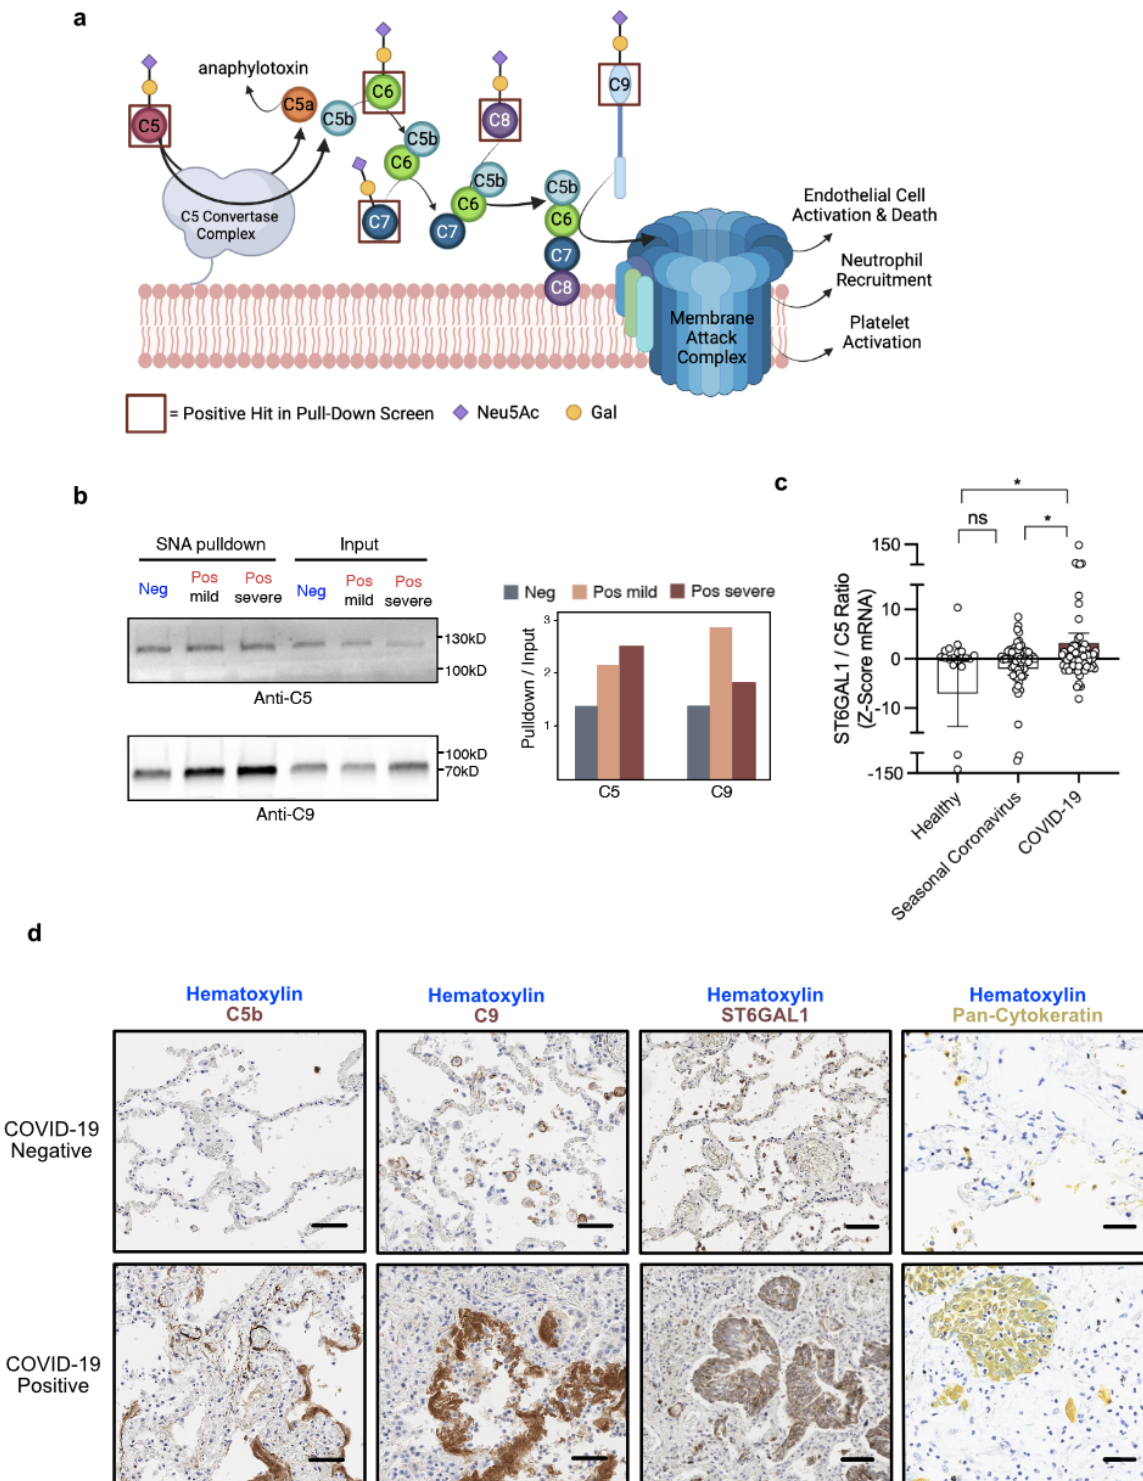 a
anaphylotoxin
C5
C5a
C5b
C6
C5b
C6
C7
C8
C5b
C6
C7
C9
C5b
C6
C7
C8
C5 Convertase
Complex
Membrane
Attack
Complex
Endothelial Cell
Activation & Death
Neutrophil
Recruitment
Platelet
Activation
= Positive Hit in Pull-Down Screen
Neu5Ac
Gal
b
SNA pulldown
Input
Neg
Pos
mild
Pos
severe
Neg
Pos
mild
Pos
severe
130kD
100kD
Anti-C5
100kD
70kD
Anti-C9
Neg
Pos mild
Pos severe
Pulldown / Input
3
2
1
C5
C9
c
*
ns
*
ST6GAL1 / C5 Ratio
(Z-Score mRNA)
150
10
0
-10
-150
Healthy
Seasonal Coronavirus
COVID-19
d
Hematoxylin
C5b
Hematoxylin
C9
Hematoxylin
ST6GAL1
Hematoxylin
Pan-Cytokeratin
COVID-19
Negative
COVID-19
Positive